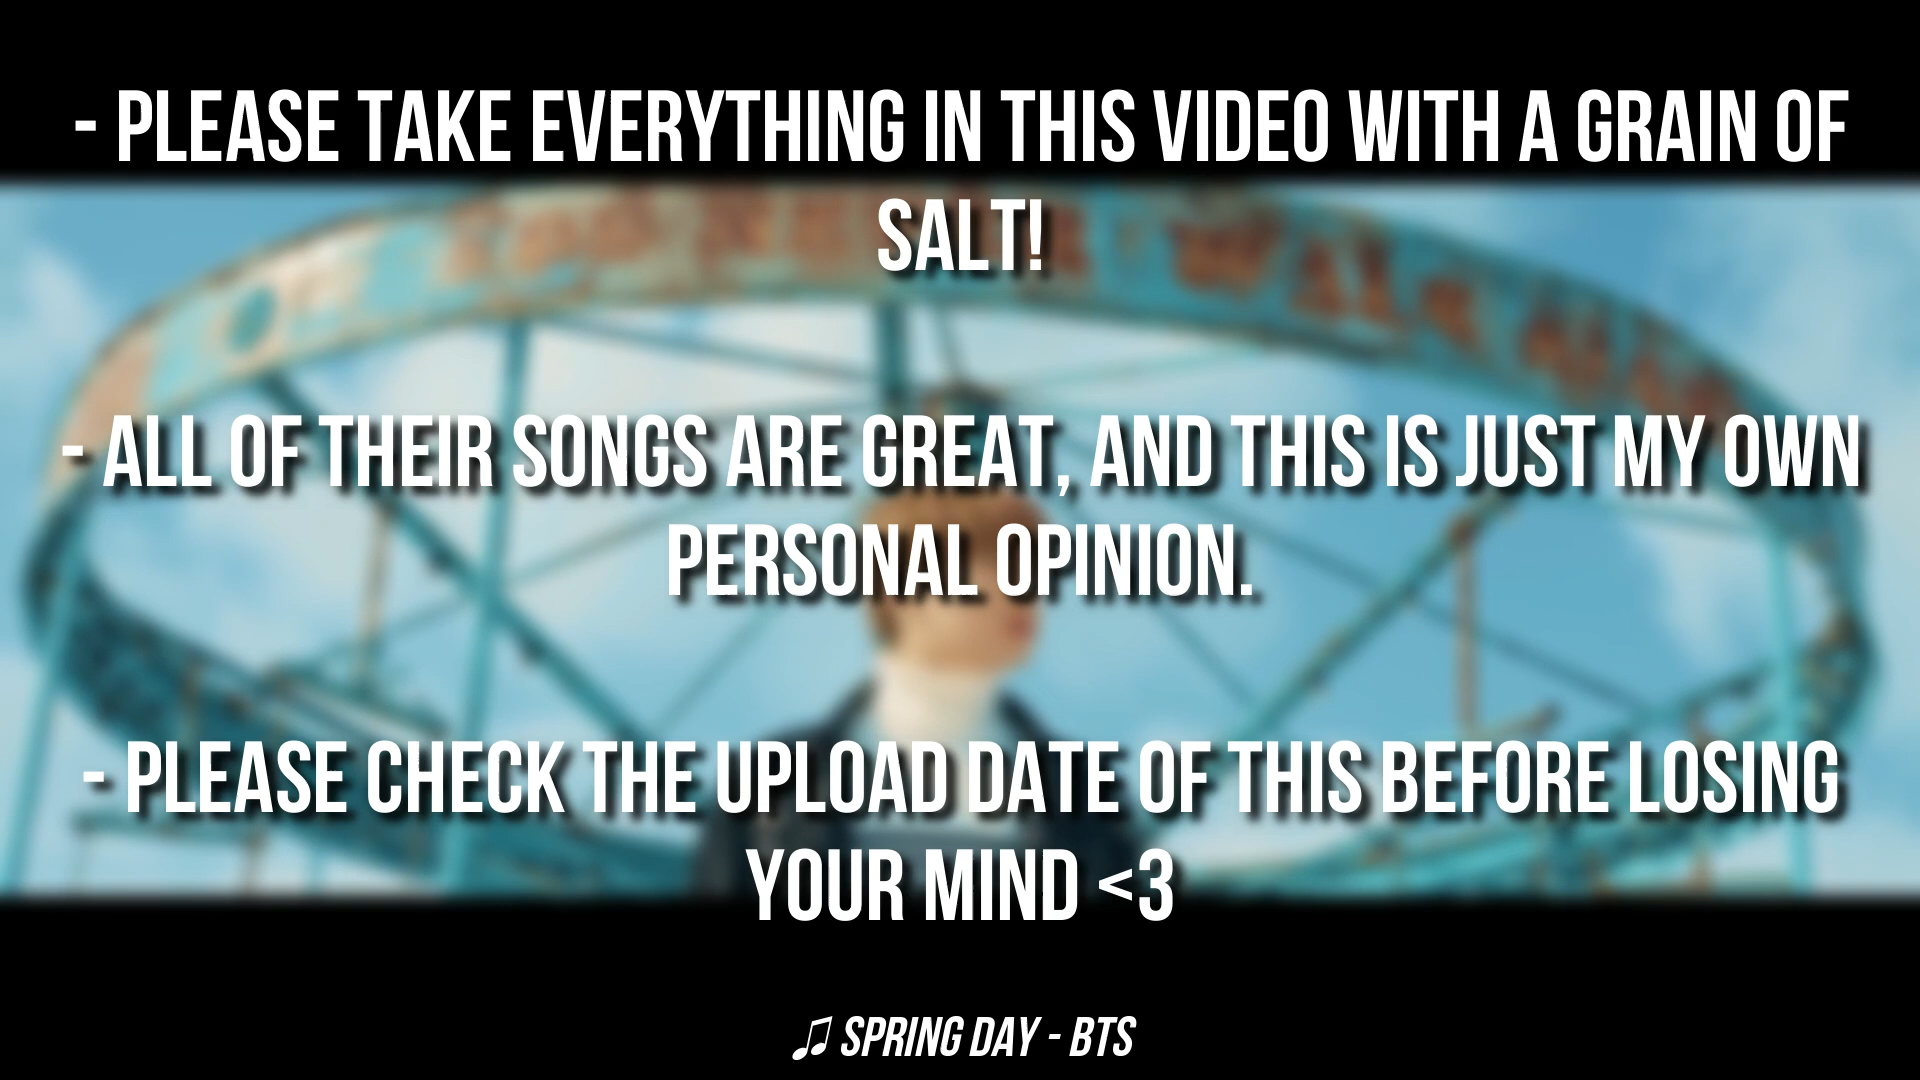 - PLEASE TAKE EVERYTHING IN THIS VIDEO WITH A GRAIN OF
SALT!
- ALL OF THEIR SONGS ARE GREAT, AND THIS IS JUST MY OWN
PERSONAL OPINION.
- PLEASE CHECK THE UPLOAD DATE OF THIS BEFORE LOSING
YOUR MIND <3
♫ SPRING DAY - BTS